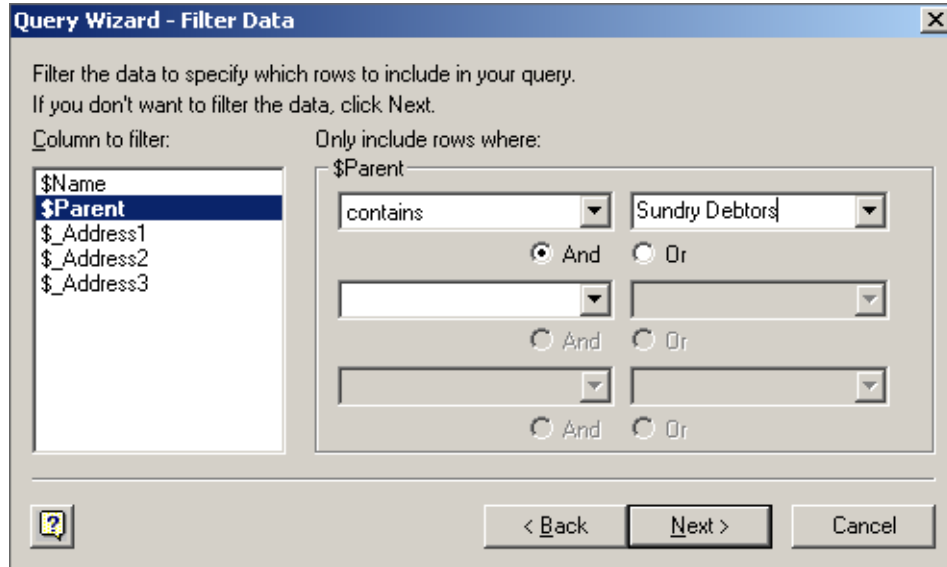 Query Wizard - Filter Data
Filter the data to specify which rows to include in your query.
If you don't want to filter the data, click Next.
Column to filter:
Only include rows where:
$Name
$Parent
$_Address1
$_Address2
$_Address3
$Parent
contains
Sundry Debtors
And Or
And Or
And Or
?
< Back
Next >
Cancel